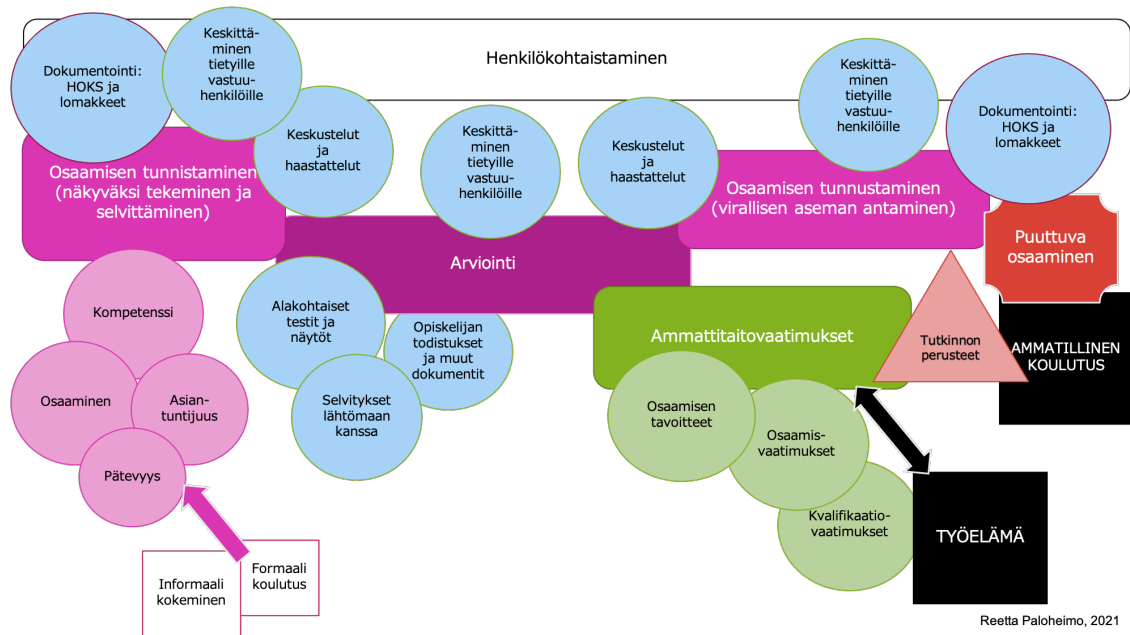 Henkilökohtaistaminen
Dokumentointi:
HOKS ja
lomakkeet
Keskittä-
minen
tietyille
vastuu-
henkilöille
Keskustelut
ja
haastattelut
Keskittä-
minen
tietyille
vastuu-
henkilöille
Keskustelut
ja
haastattelut
Keskittä-
minen
tietyille
vastuu-
henkilöille
Dokumentointi:
HOKS ja
lomakkeet
Osaamisen tunnistaminen
(näkyväksi tekeminen ja
selvittäminen)
Arviointi
Osaamisen tunnustaminen
(virallisen aseman antaminen)
Puuttuva
osaaminen
Kompetenssi
Osaaminen
Asian-
tuntijuus
Pätevyys
Informaali
kokeminen
Formaali
koulutus
Alakohtaiset
testit ja
näytöt
Opiskelijan
todistukset
ja muut
dokumentit
Selvitykset
lähtömaan
kanssa
Ammattitaitovaatimukset
Tutkinnon
perusteet
AMMATILLINEN
KOULUTUS
Osaamisen
tavoitteet
Osaamis-
vaatimukset
Kvalifikaatio-
vaatimukset
TYÖELÄMÄ
Reetta Paloheimo, 2021